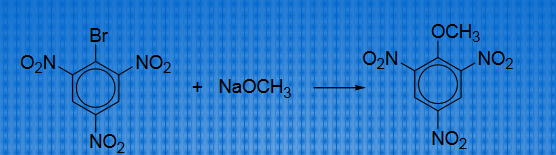 Br
O₂N NO₂
NO₂
+ NaOCH₃
OCH₃
O₂N NO₂
NO₂